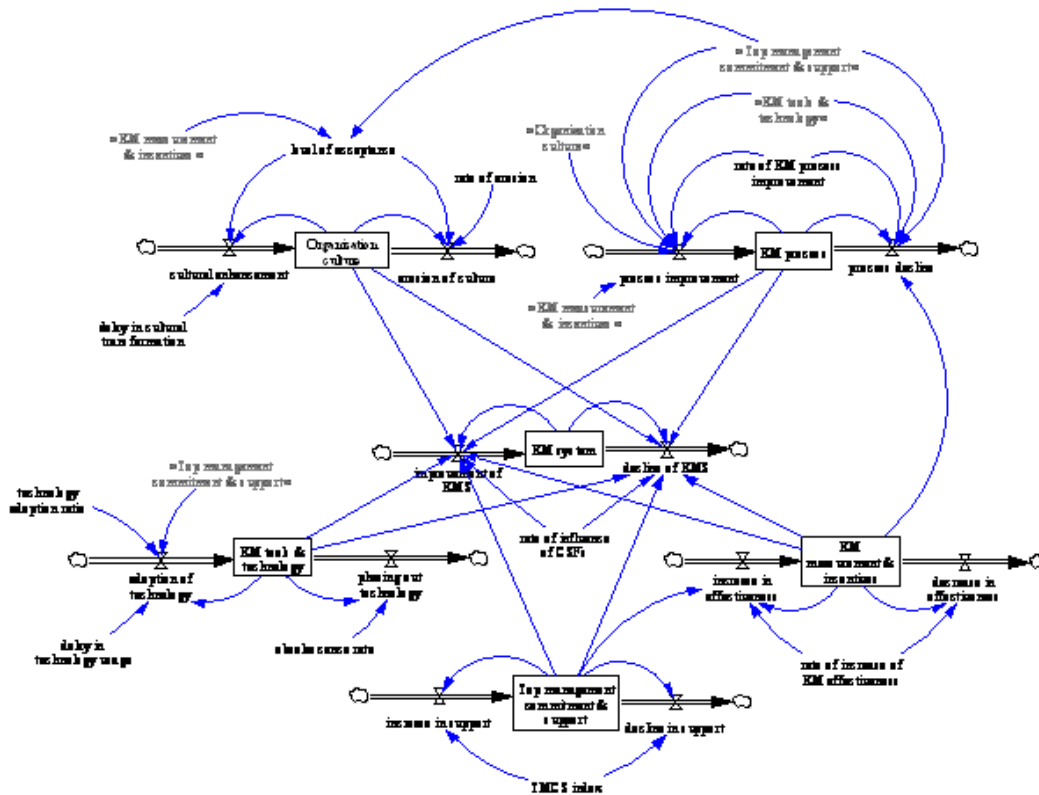 <Top management
commitment & support>
<KM tools &
technology>
<KM measurement
& incentives>
<Organisation
culture>
level of acceptance
rate of erosion
rate of KM process
improvement
Organisation
culture
KM process
cultural enhancement
erosion of culture
process improvement
process decline
<KM measurement
& incentives>
delay in cultural
transformation
KM system
improvement of
KMS
decline of KMS
<Top management
commitment & support>
technology
adoption rate
rate of influence
of CSFs
KM tools &
technology
KM
measurement &
incentives
adoption of
technology
phasing out
technology
increase in
effectiveness
decrease in
effectiveness
delay in
technology usage
obsolescence rate
rate of increase of
KM effectiveness
Top management
commitment &
support
increase in support
decline in support
TMCS index